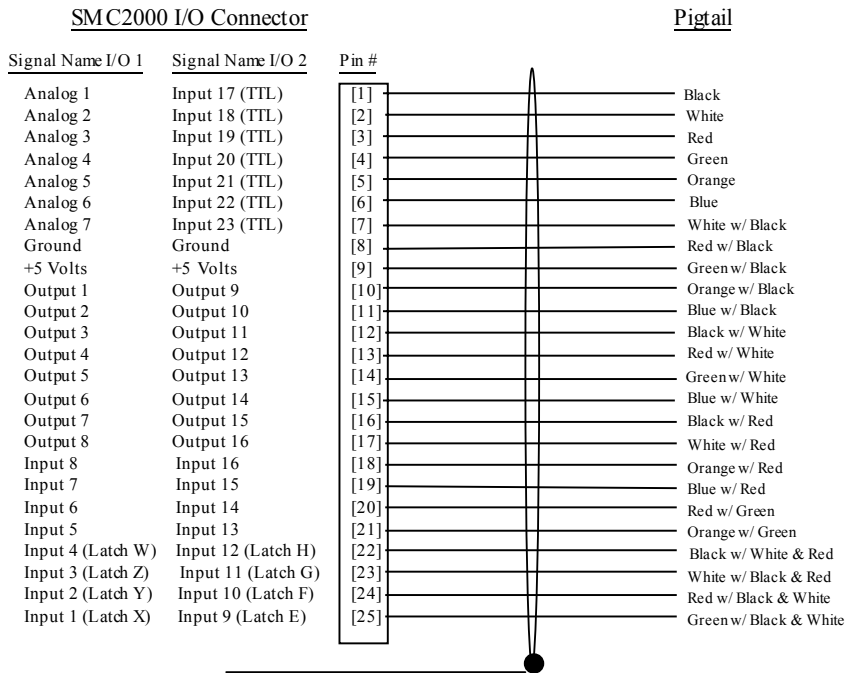 SMC2000 I/O Connector Pigtail
Signal Name I/O 1 Signal Name I/O 2 Pin #
Analog 1 Input 17 (TTL) [1] Black
Analog 2 Input 18 (TTL) [2] White
Analog 3 Input 19 (TTL) [3] Red
Analog 4 Input 20 (TTL) [4] Green
Analog 5 Input 21 (TTL) [5] Orange
Analog 6 Input 22 (TTL) [6] Blue
Analog 7 Input 23 (TTL) [7] White w/ Black
Ground Ground [8] Red w/ Black
+5 Volts +5 Volts [9] Green w/ Black
Output 1 Output 9 [10] Orange w/ Black
Output 2 Output 10 [11] Blue w/ Black
Output 3 Output 11 [12] Black w/ White
Output 4 Output 12 [13] Red w/ White
Output 5 Output 13 [14] Green w/ White
Output 6 Output 14 [15] Blue w/ White
Output 7 Output 15 [16] Black w/ Red
Output 8 Output 16 [17] White w/ Red
Input 8 Input 16 [18] Orange w/ Red
Input 7 Input 15 [19] Blue w/ Red
Input 6 Input 14 [20] Red w/ Green
Input 5 Input 13 [21] Orange w/ Green
Input 4 (Latch W) Input 12 (Latch H) [22] Black w/ White & Red
Input 3 (Latch Z) Input 11 (Latch G) [23] White w/ Black & Red
Input 2 (Latch Y) Input 10 (Latch F) [24] Red w/ Black & White
Input 1 (Latch X) Input 9 (Latch E) [25] Green w/ Black & White